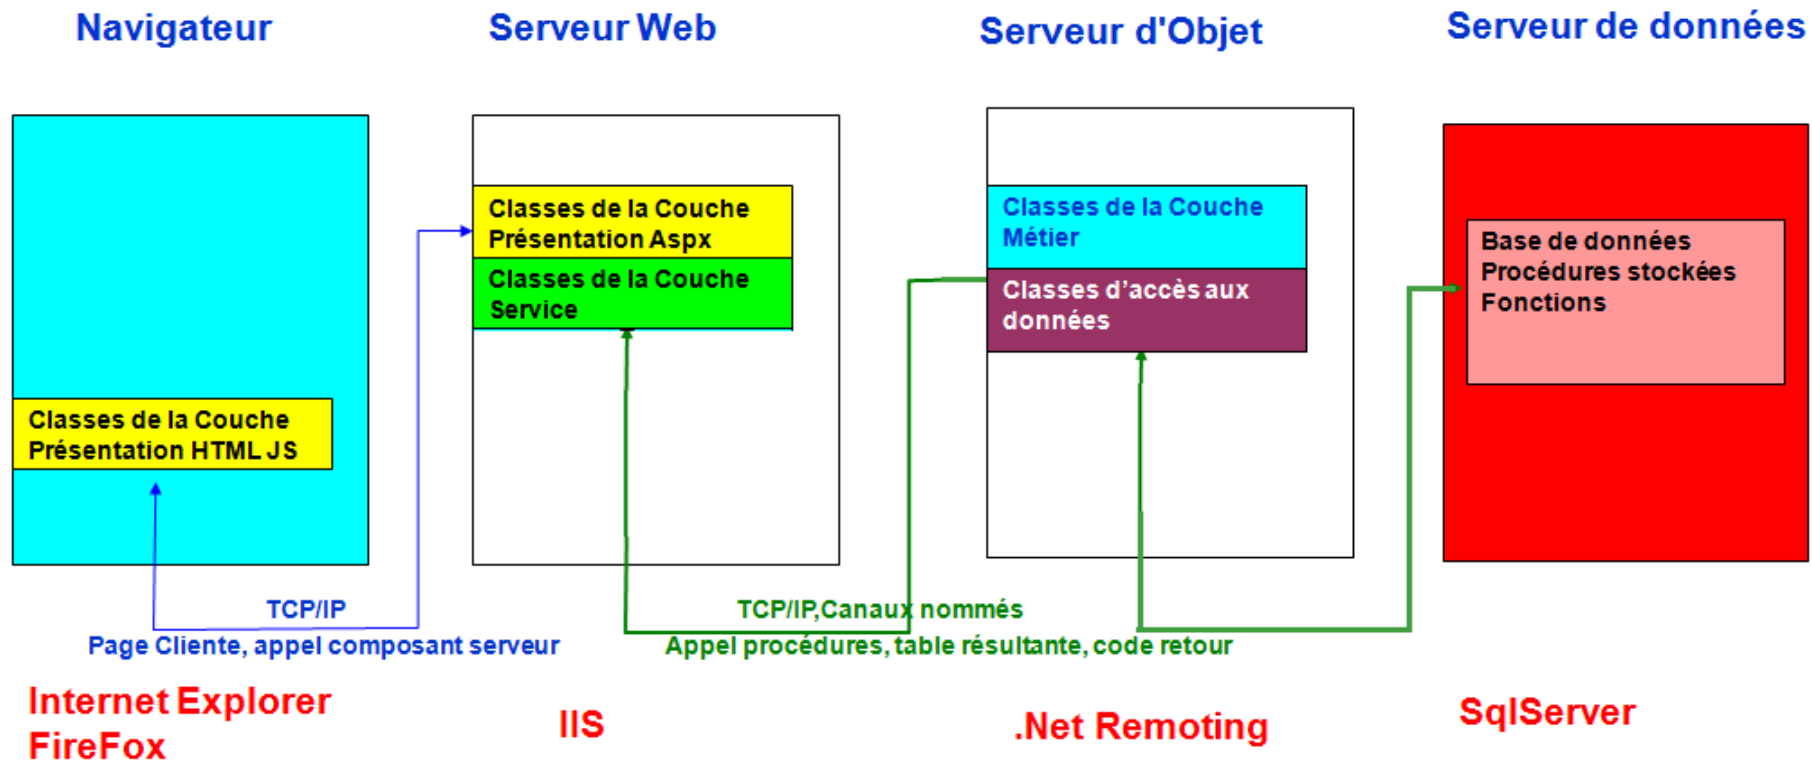 Navigateur
Serveur Web
Serveur d'Objet
Serveur de données
Classes de la Couche
Présentation HTML JS
Classes de la Couche
Présentation Aspx
Classes de la Couche
Service
Classes de la Couche
Métier
Classes d'accès aux
données
Base de données
Procédures stockées
Fonctions
TCP/IP
Page Cliente, appel composant serveur
TCP/IP,Canaux nommés
Appel procédures, table résultante, code retour
Internet Explorer
FireFox
IIS
.Net Remoting
SqlServer